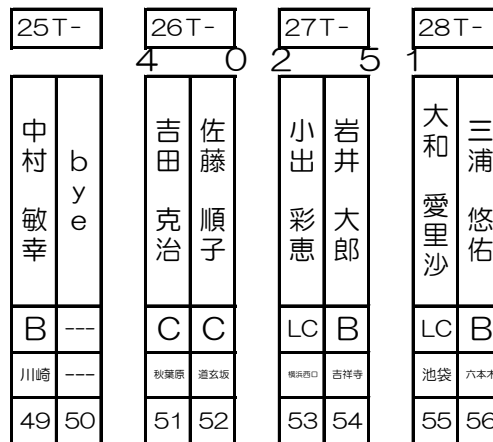 25T-
26T-
27T-
28T-
4 0
2 5
1
中村 敏幸
bye
吉田 克治
佐藤 順子
小出 彩恵
岩井 大郎
大和 愛里沙
三浦 悠佑
B
---
C
C
LC
B
LC
B
川崎
---
秋葉原
道玄坂
横浜西口
吉祥寺
池袋
六本木
49
50
51
52
53
54
55
56